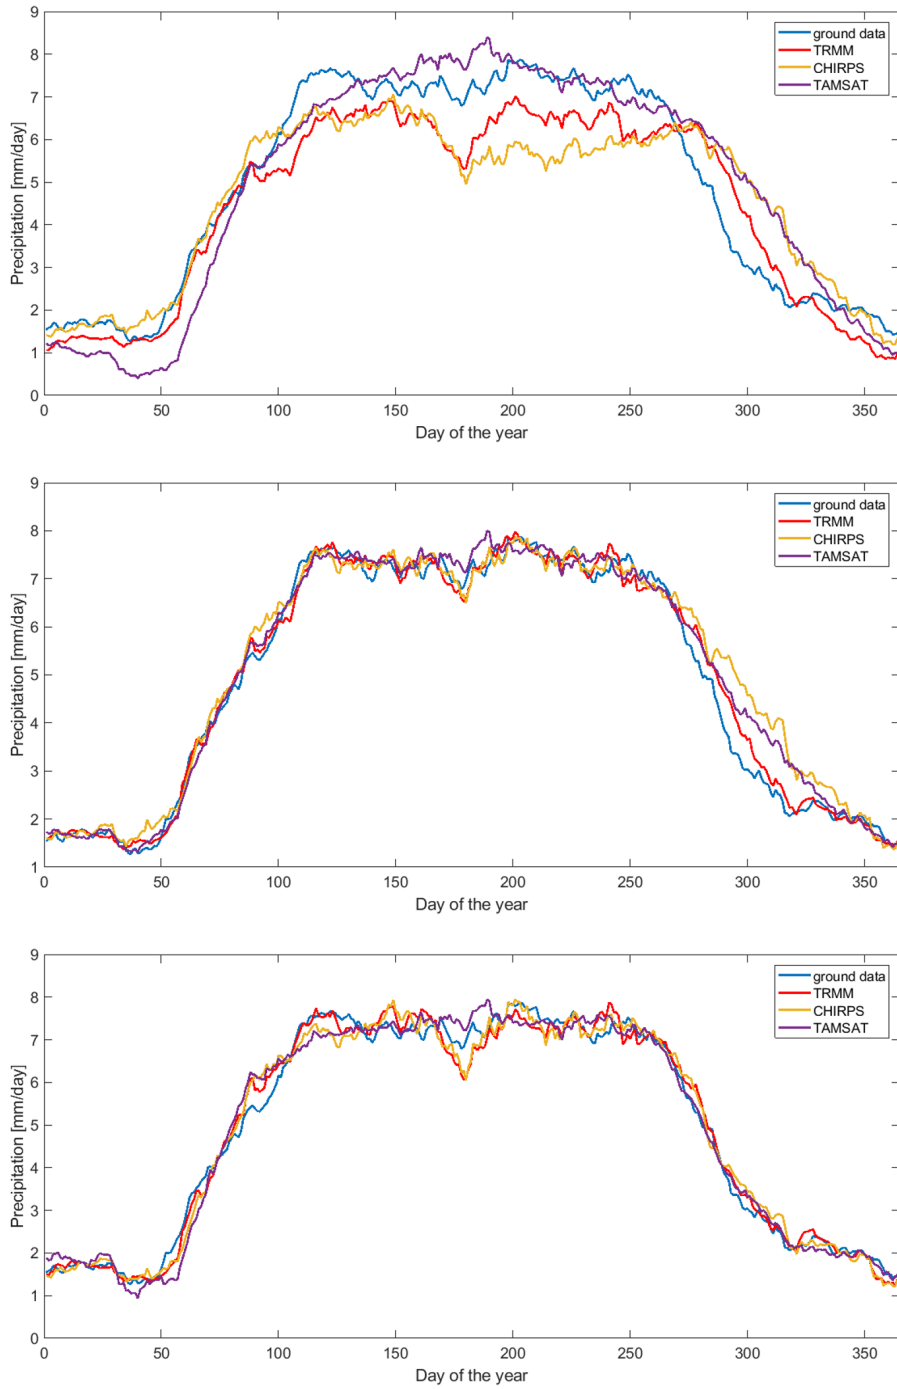 9
8
7
6
5
4
3
2
1
0
Precipitation [mm/day]
ground data
TRMM
CHIRPS
TAMSAT
0 50 100 150 200 250 300 350
Day of the year
9
8
7
6
5
4
3
2
1
Precipitation [mm/day]
ground data
TRMM
CHIRPS
TAMSAT
0 50 100 150 200 250 300 350
Day of the year
9
8
7
6
5
4
3
2
1
0
Precipitation [mm/day]
ground data
TRMM
CHIRPS
TAMSAT
0 50 100 150 200 250 300 350
Day of the year